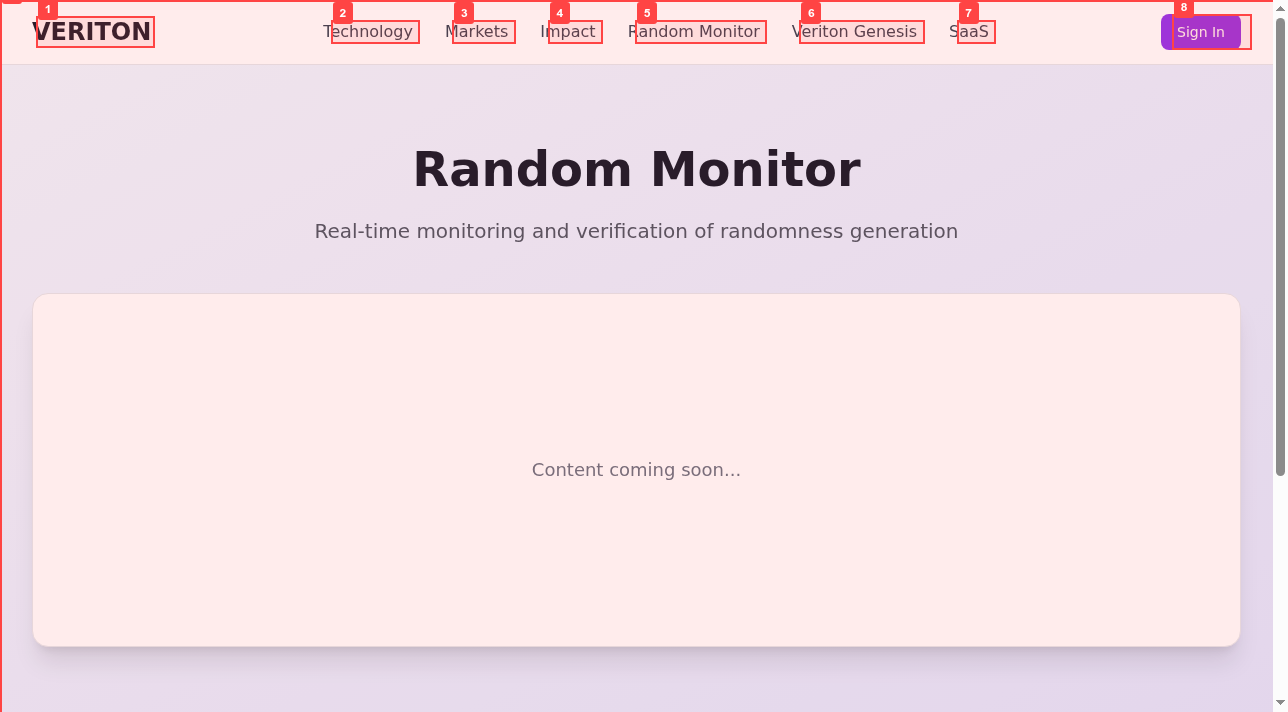 1
2
3
4
5
6
7
8
VERITON
Technology
Markets
Impact
Random Monitor
Veriton Genesis
SaaS
Sign In
Random Monitor
Real-time monitoring and verification of randomness generation
Content coming soon...